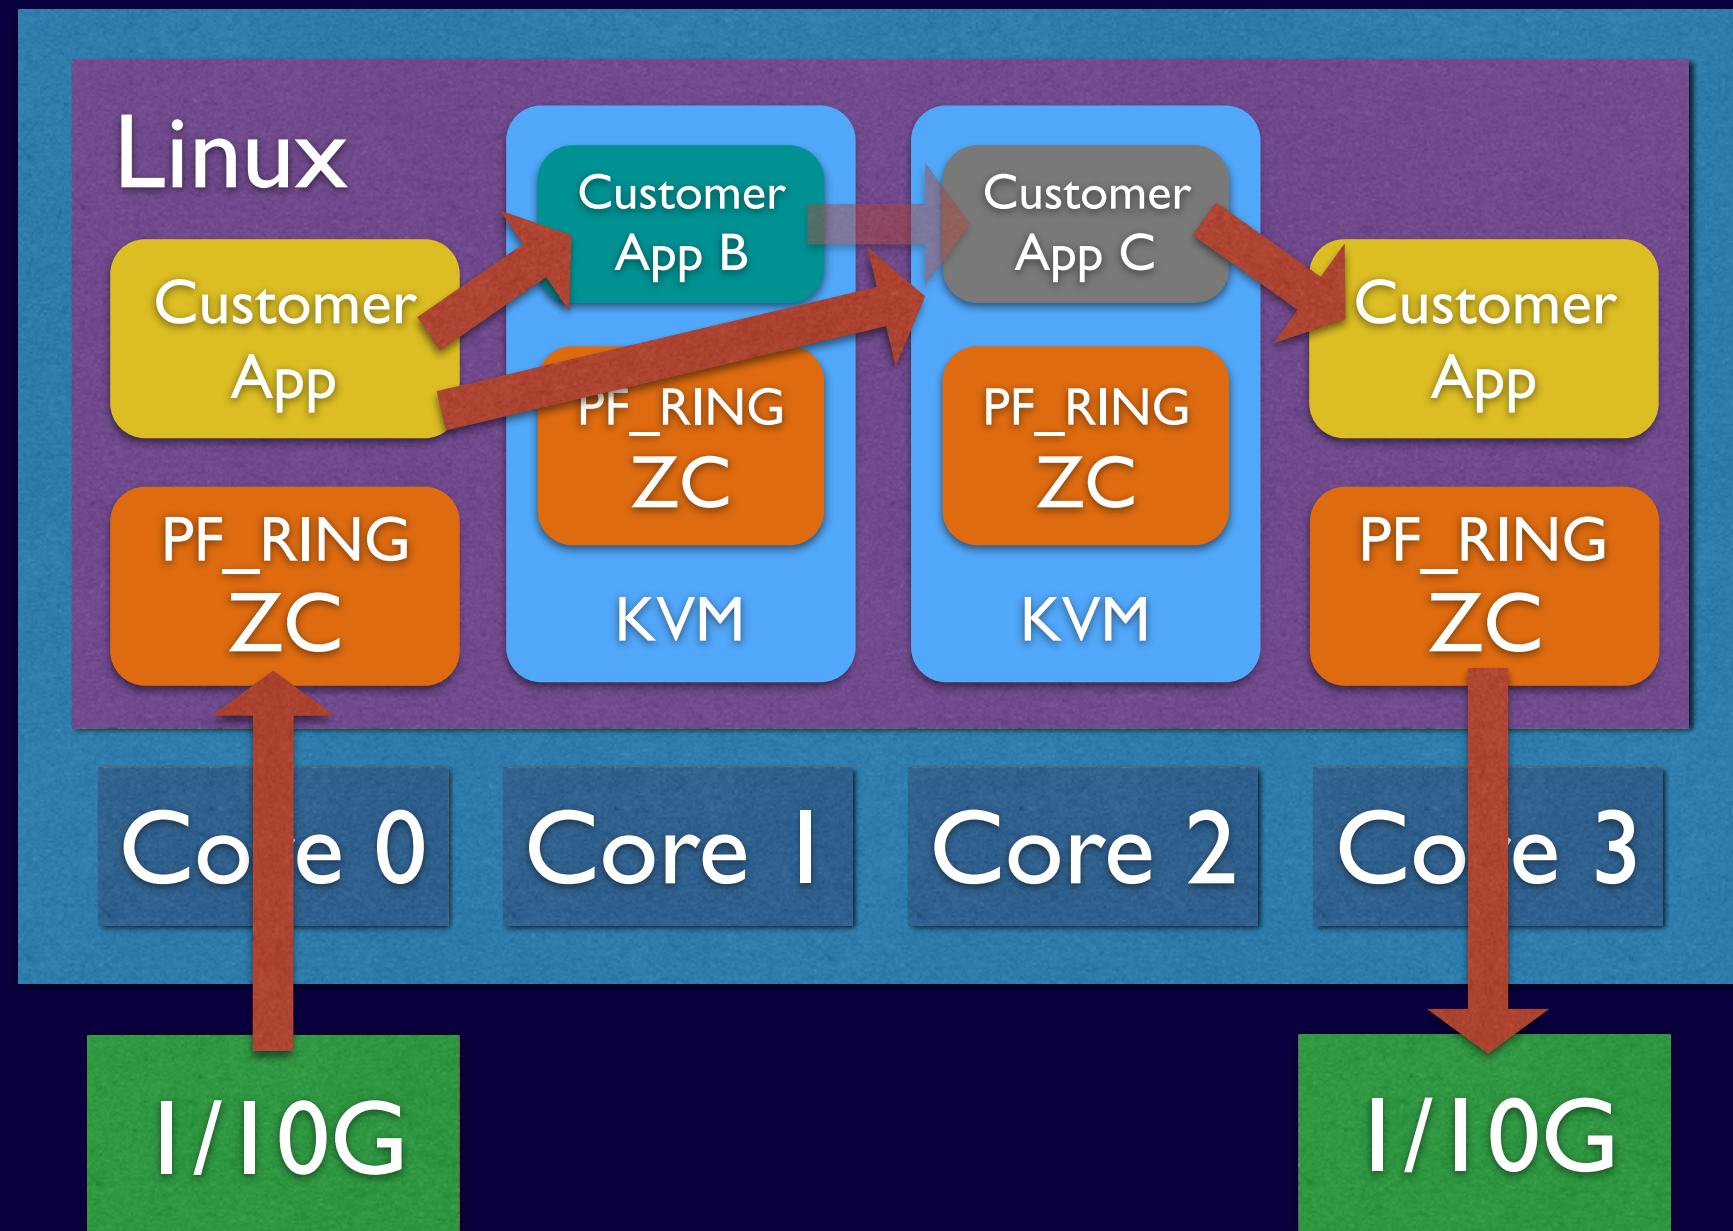 Linux
Customer
App
PF_RING
ZC
Customer
App B
PF_RING
ZC
KVM
Customer
App C
PF_RING
ZC
KVM
Customer
App
PF_RING
ZC
Core 0
Core 1
Core 2
Core 3
1/10G
1/10G